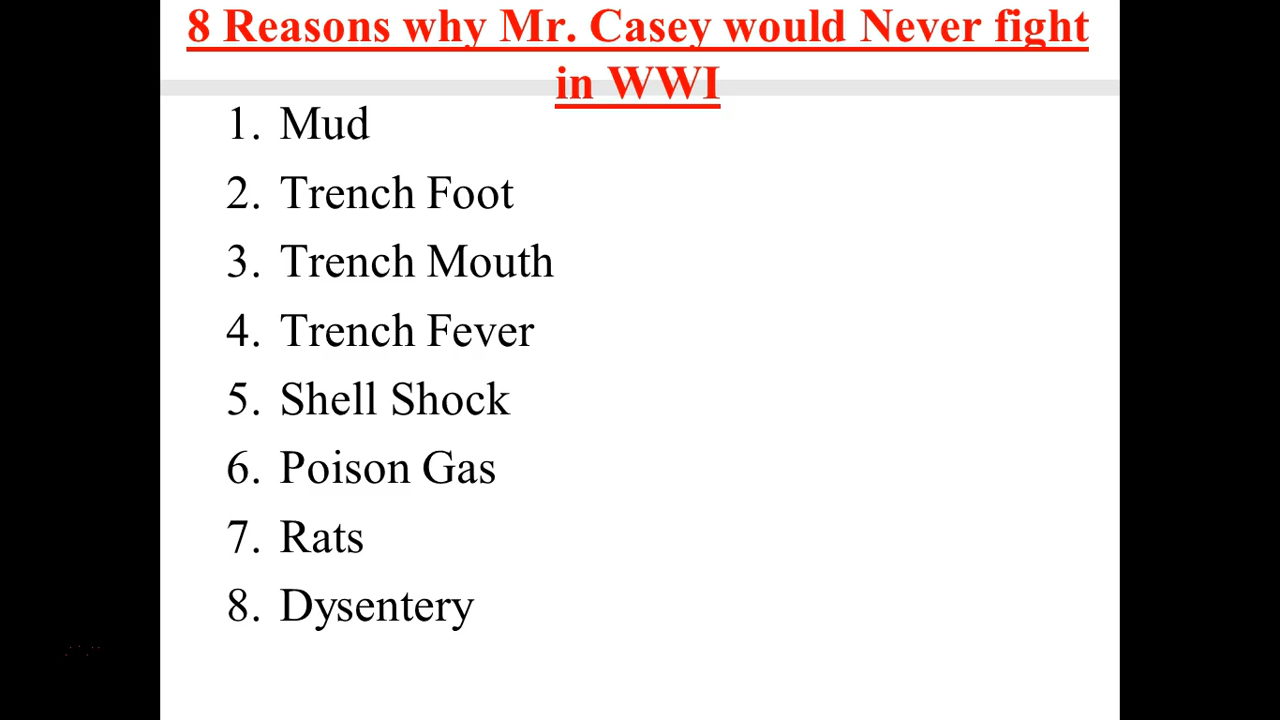 8 Reasons why Mr. Casey would Never fight
in WWI
1. Mud
2. Trench Foot
3. Trench Mouth
4. Trench Fever
5. Shell Shock
6. Poison Gas
7. Rats
8. Dysentery